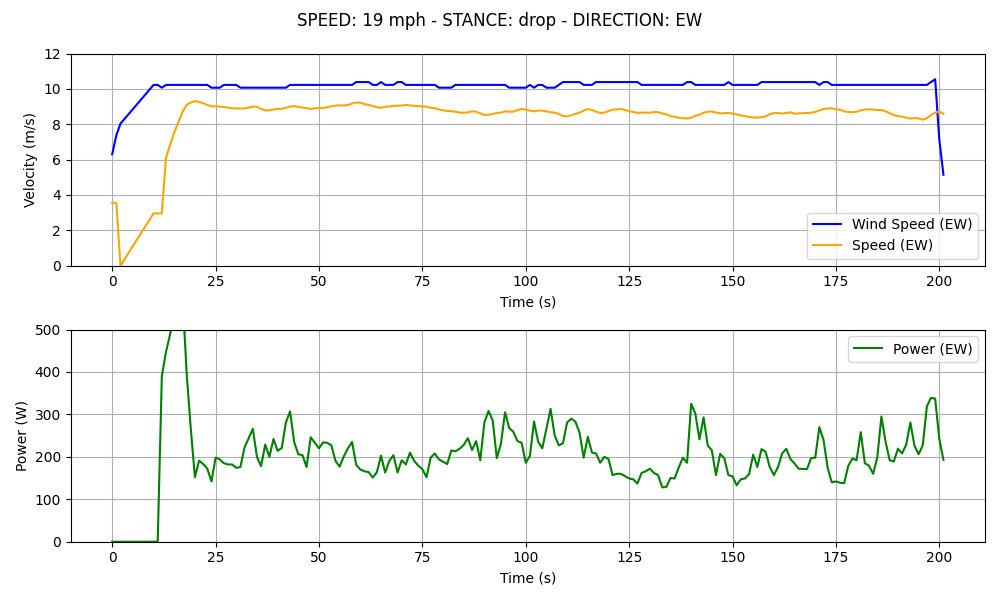 SPEED: 19 mph - STANCE: drop - DIRECTION: EW
12
10
8
6
4
2
0
Velocity (m/s)
Wind Speed (EW)
Speed (EW)
0 25 50 75 100 125 150 175 200
Time (s)
500
400
300
200
100
0
Power (W)
Power (EW)
0 25 50 75 100 125 150 175 200
Time (s)